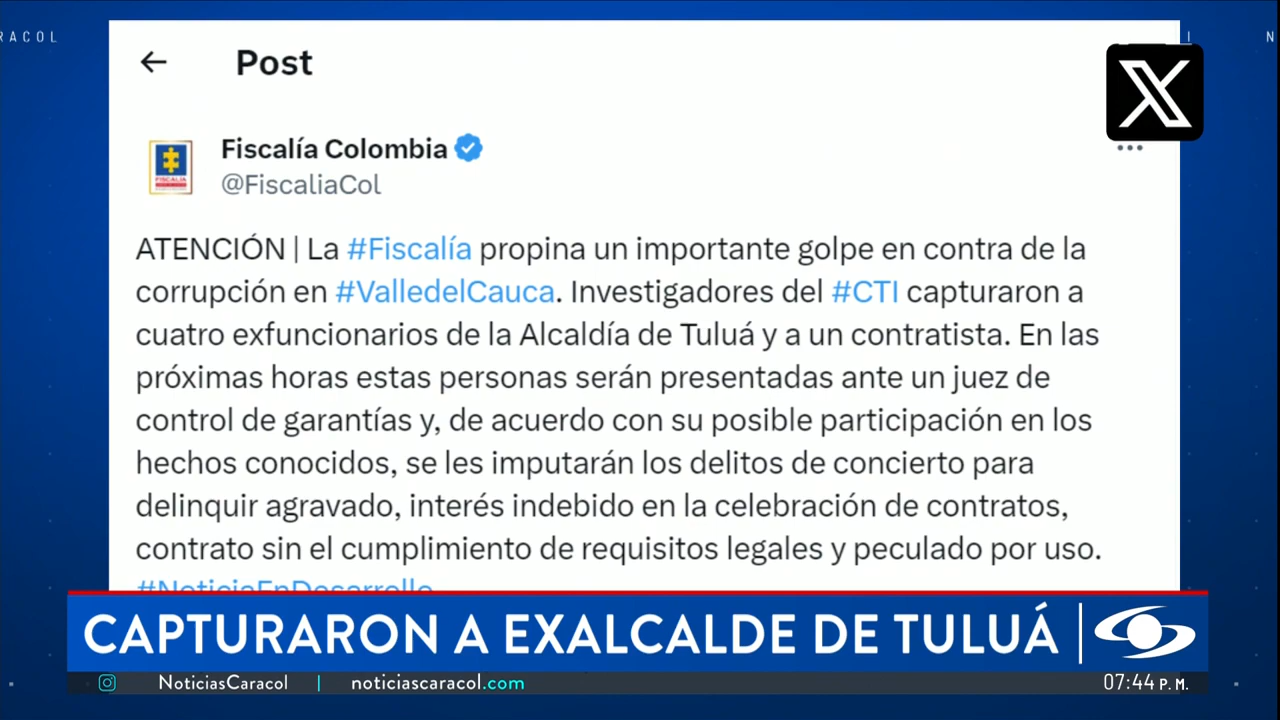 RACOL
Post
X
Fiscalía Colombia
@FiscaliaCol
ATENCIÓN | La #Fiscalía propina un importante golpe en contra de la
corrupción en #ValledelCauca. Investigadores del #CTI capturaron a
cuatro exfuncionarios de la Alcaldía de Tuluá y a un contratista. En las
próximas horas estas personas serán presentadas ante un juez de
control de garantías y, de acuerdo con su posible participación en los
hechos conocidos, se les imputarán los delitos de concierto para
delinquir agravado, interés indebido en la celebración de contratos,
contrato sin el cumplimiento de requisitos legales y peculado por uso.
#NoticiaEnDesarrollo
CAPTURARON A EXALCALDE DE TULUÁ
NoticiasCaracol | noticiascaracol.com
07:44 P.M.